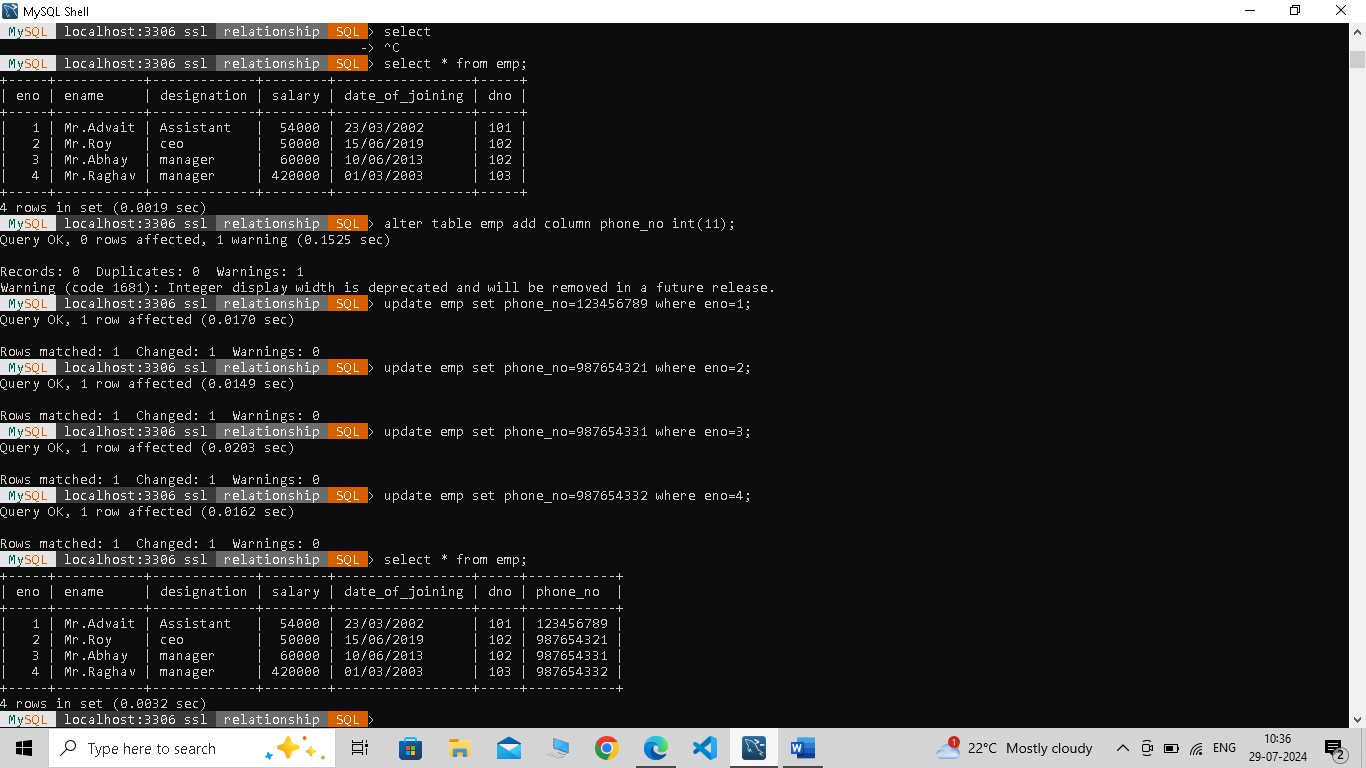 MySQL Shell
MySQL localhost:3306 ssl relationship SQL > select
-> ^C
MySQL localhost:3306 ssl relationship SQL > select * from emp;
+-----+-----------+-------------+--------+-----------------+-----+
| eno | ename     | designation | salary | date_of_joining | dno |
+-----+-----------+-------------+--------+-----------------+-----+
|   1 | Mr.Advait | Assistant   |  54000 | 23/03/2002      | 101 |
|   2 | Mr.Roy    | ceo         |  50000 | 15/06/2019      | 102 |
|   3 | Mr.Abhay  | manager     |  60000 | 10/06/2013      | 102 |
|   4 | Mr.Raghav | manager     | 420000 | 01/03/2003      | 103 |
+-----+-----------+-------------+--------+-----------------+-----+
4 rows in set (0.0019 sec)
MySQL localhost:3306 ssl relationship SQL > alter table emp add column phone_no int(11);
Query OK, 0 rows affected, 1 warning (0.1525 sec)
Records: 0  Duplicates: 0  Warnings: 1
Warning (code 1681): Integer display width is deprecated and will be removed in a future release.
MySQL localhost:3306 ssl relationship SQL > update emp set phone_no=123456789 where eno=1;
Query OK, 1 row affected (0.0170 sec)
Rows matched: 1  Changed: 1  Warnings: 0
MySQL localhost:3306 ssl relationship SQL > update emp set phone_no=987654321 where eno=2;
Query OK, 1 row affected (0.0149 sec)
Rows matched: 1  Changed: 1  Warnings: 0
MySQL localhost:3306 ssl relationship SQL > update emp set phone_no=987654331 where eno=3;
Query OK, 1 row affected (0.0203 sec)
Rows matched: 1  Changed: 1  Warnings: 0
MySQL localhost:3306 ssl relationship SQL > update emp set phone_no=987654332 where eno=4;
Query OK, 1 row affected (0.0162 sec)
Rows matched: 1  Changed: 1  Warnings: 0
MySQL localhost:3306 ssl relationship SQL > select * from emp;
+-----+-----------+-------------+--------+-----------------+-----+-----------+
| eno | ename     | designation | salary | date_of_joining | dno | phone_no  |
+-----+-----------+-------------+--------+-----------------+-----+-----------+
|   1 | Mr.Advait | Assistant   |  54000 | 23/03/2002      | 101 | 123456789 |
|   2 | Mr.Roy    | ceo         |  50000 | 15/06/2019      | 102 | 987654321 |
|   3 | Mr.Abhay  | manager     |  60000 | 10/06/2013      | 102 | 987654331 |
|   4 | Mr.Raghav | manager     | 420000 | 01/03/2003      | 103 | 987654332 |
+-----+-----------+-------------+--------+-----------------+-----+-----------+
4 rows in set (0.0032 sec)
MySQL localhost:3306 ssl relationship SQL >
Type here to search
1
22°C Mostly cloudy
ENG
10:36
29-07-2024
2